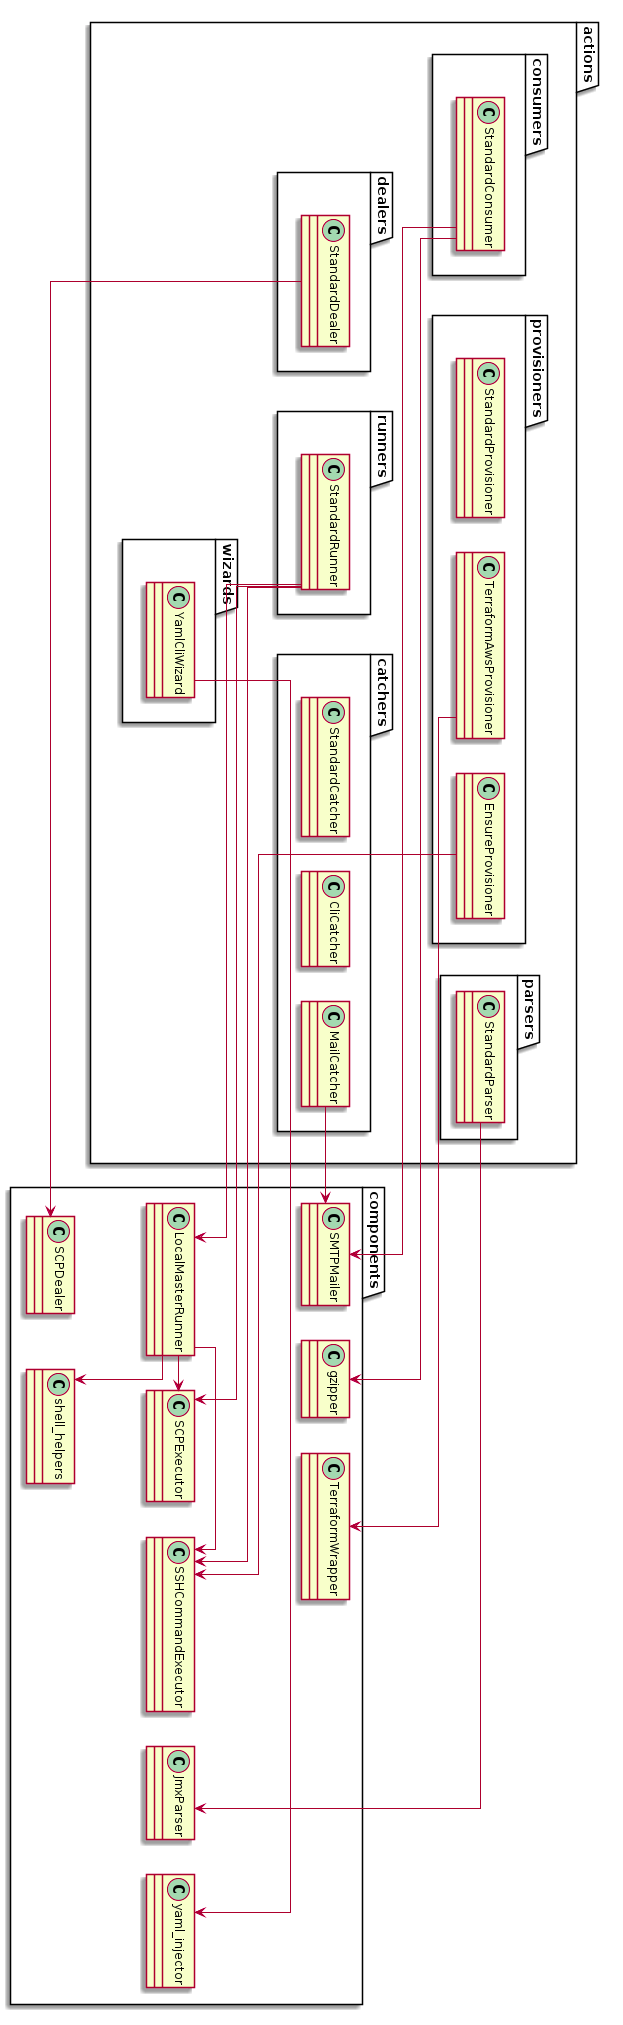 actions
consumers
C StandardConsumer
provisioners
C StandardProvisioner
C TerraformAwsProvisioner
C EnsureProvisioner
parsers
C StandardParser
dealers
C StandardDealer
runners
C StandardRunner
catchers
C StandardCatcher
C CliCatcher
C MailCatcher
wizards
C YamlCliWizard
components
C SMTPMailer
C gzipper
C TerraformWrapper
C LocalMasterRunner
C SCPExecutor
C SSHCommandExecutor
C JmxParser
C yaml_injector
C SCPDealer
C shell_helpers